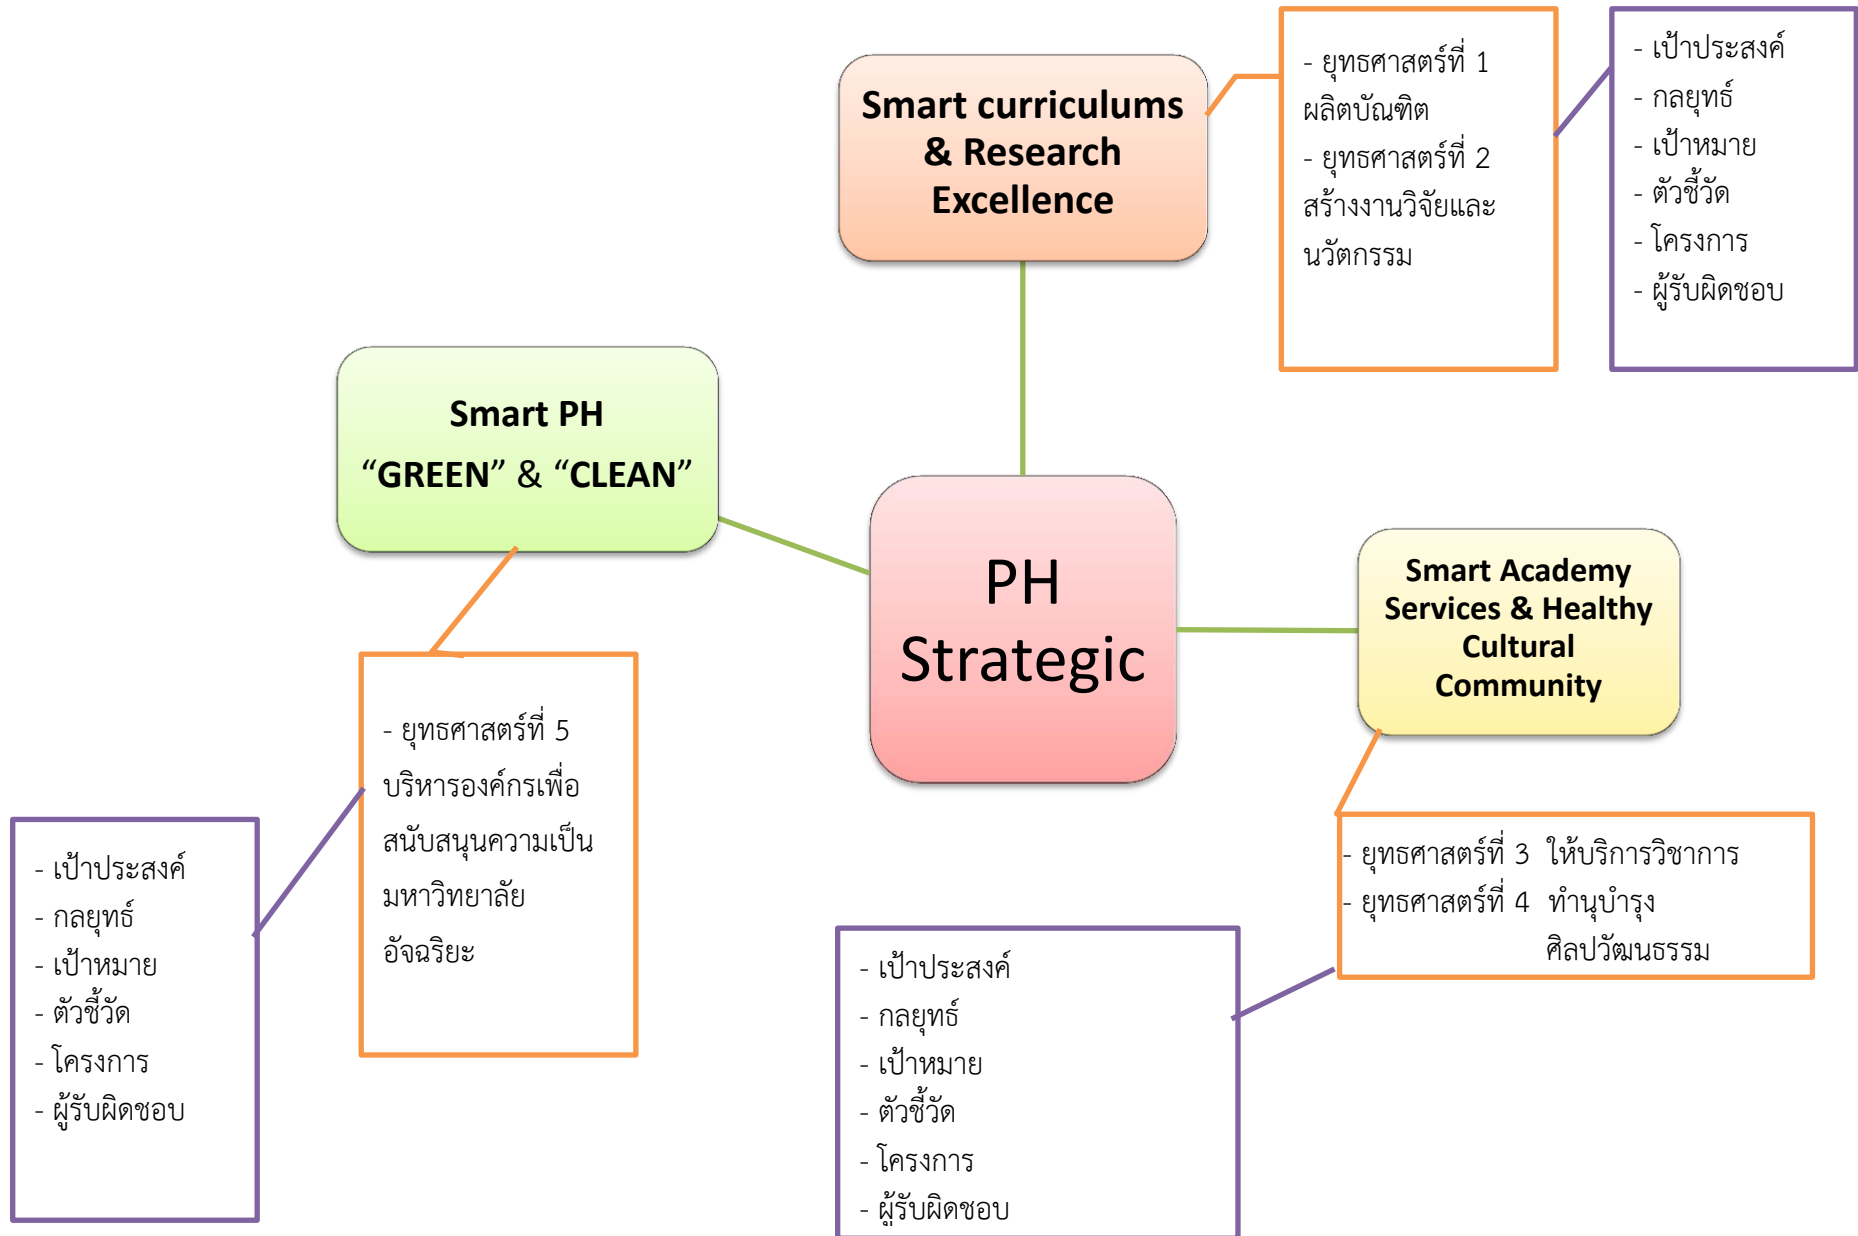 Smart curriculums
& Research
Excellence
- ยุทธศาสตร์ที่ 1
ผลิตบัณฑิต
- ยุทธศาสตร์ที่ 2
สร้างงานวิจัยและ
นวัตกรรม
- เป้าประสงค์
- กลยุทธ์
- เป้าหมาย
- ตัวชี้วัด
- โครงการ
- ผู้รับผิดชอบ
Smart PH
“GREEN” & “CLEAN”
PH
Strategic
Smart Academy
Services & Healthy
Cultural
Community
- ยุทธศาสตร์ที่ 5
บริหารองค์กรเพื่อ
สนับสนุนความเป็น
มหาวิทยาลัย
อัจฉริยะ
- เป้าประสงค์
- กลยุทธ์
- เป้าหมาย
- ตัวชี้วัด
- โครงการ
- ผู้รับผิดชอบ
- ยุทธศาสตร์ที่ 3 ให้บริการวิชาการ
- ยุทธศาสตร์ที่ 4 ทำนุบำรุง
ศิลปวัฒนธรรม
- เป้าประสงค์
- กลยุทธ์
- เป้าหมาย
- ตัวชี้วัด
- โครงการ
- ผู้รับผิดชอบ